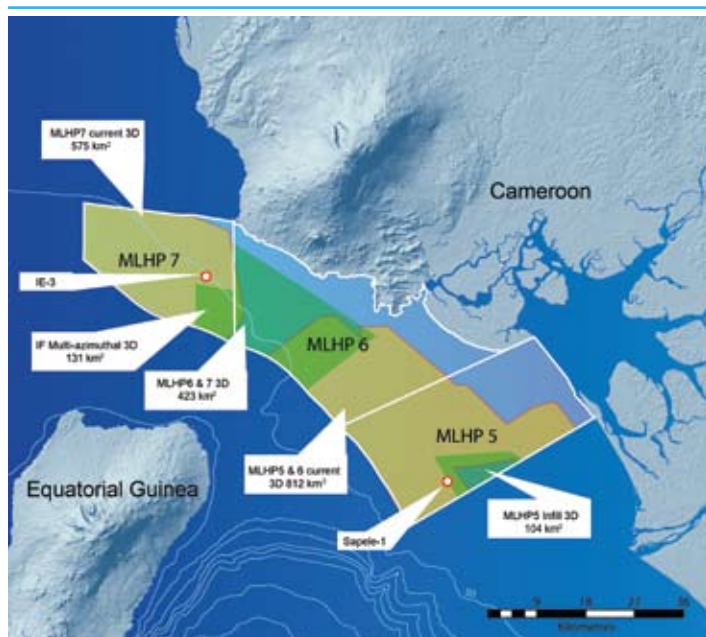 MLHP7 current 3D
575 km²
Cameroon
MLHP 7
IE-3
IF Multi-azimuthal 3D
131 km²
MLHP 6
MLHP6 & 7 3D
423 km²
MLHP 5
MLHP5 & 6 current
3D 812 km²
Equatorial Guinea
MLHP5 Infill 3D
104 km²
Sapele-1
9 18 27 36
Kilometres